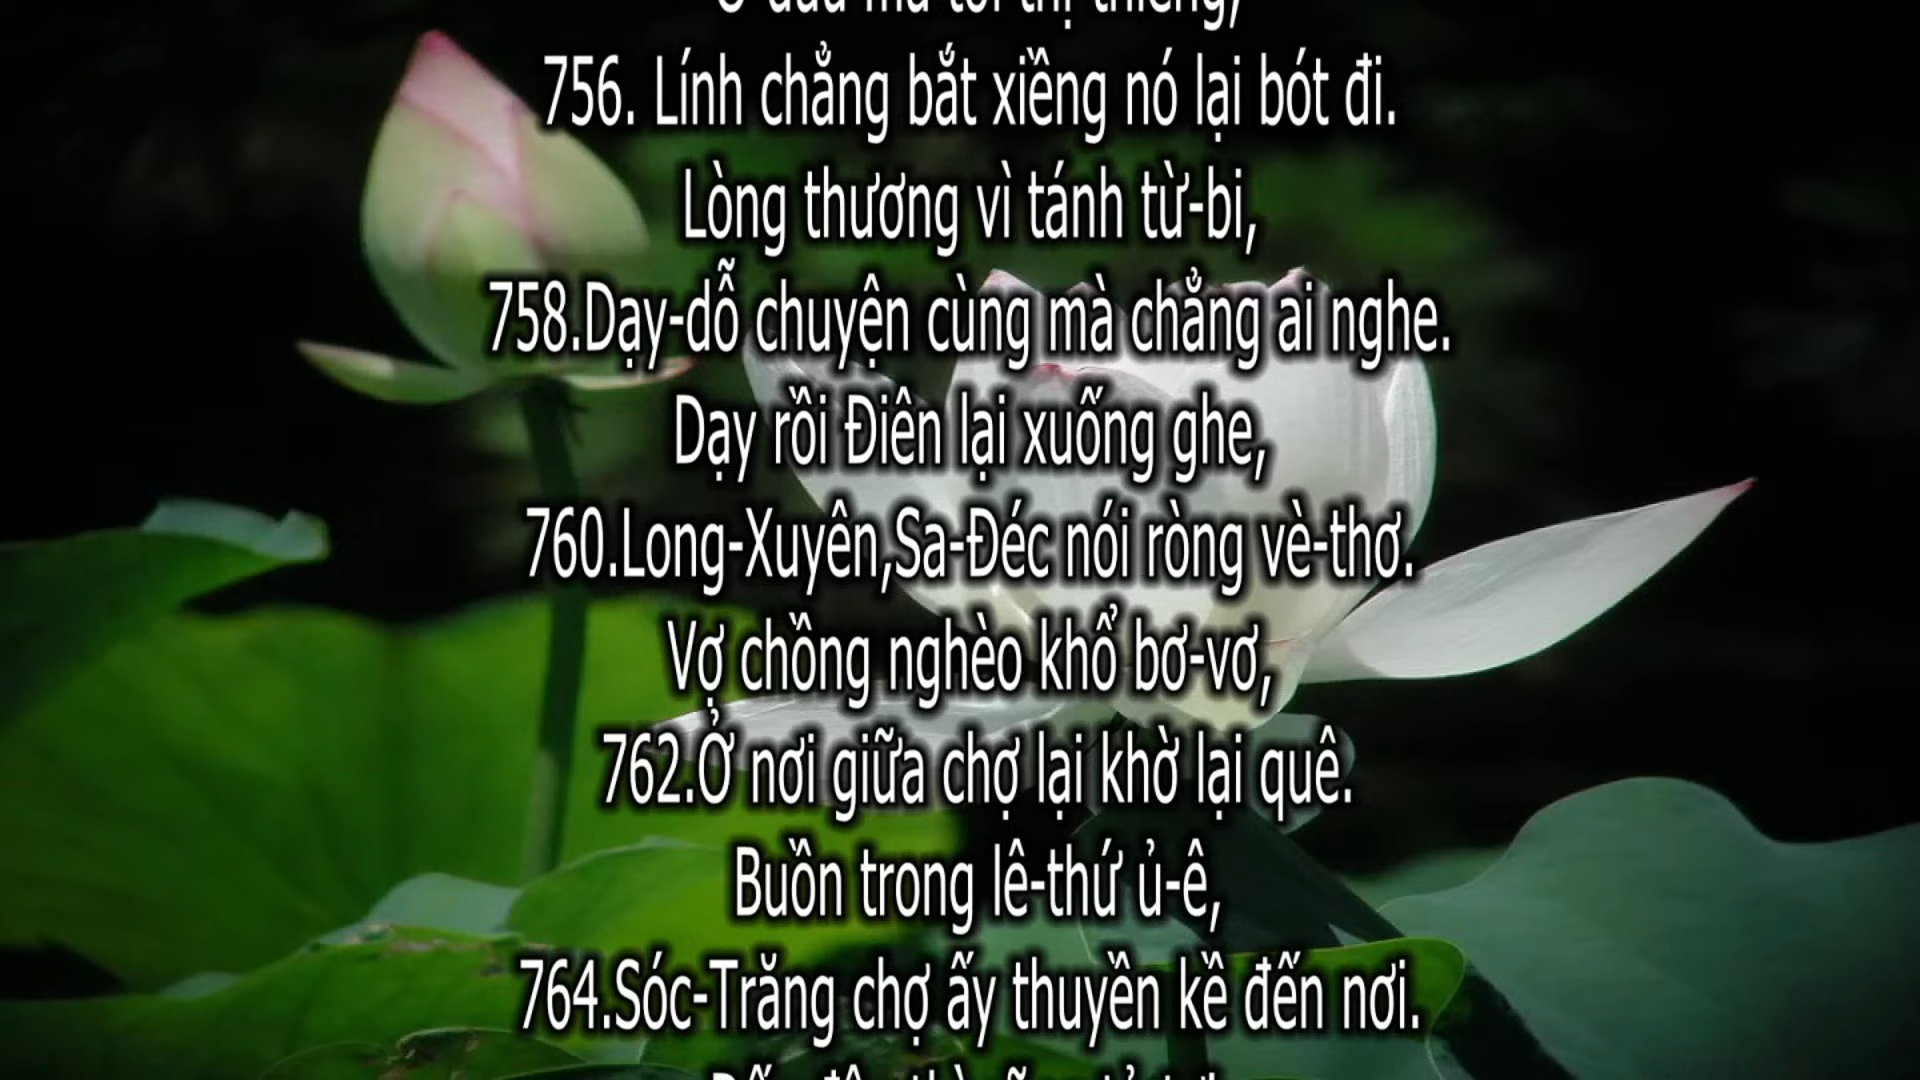 756. Lính chẳng bắt xiềng nó lại bót đi.
Lòng thương vì tánh từ-bi,
758.Dạy-dỗ chuyện cùng mà chẳng ai nghe.
Dạy rồi Điên lại xuống ghe,
760.Long-Xuyên,Sa-Đéc nói ròng vè-thơ.
Vợ chồng nghèo khổ bơ-vơ,
762.Ở nơi giữa chợ lại khờ lại quê.
Buồn trong lê-thứ ủ-ê,
764.Sóc-Trăng chợ ấy thuyền kề đến nơi.